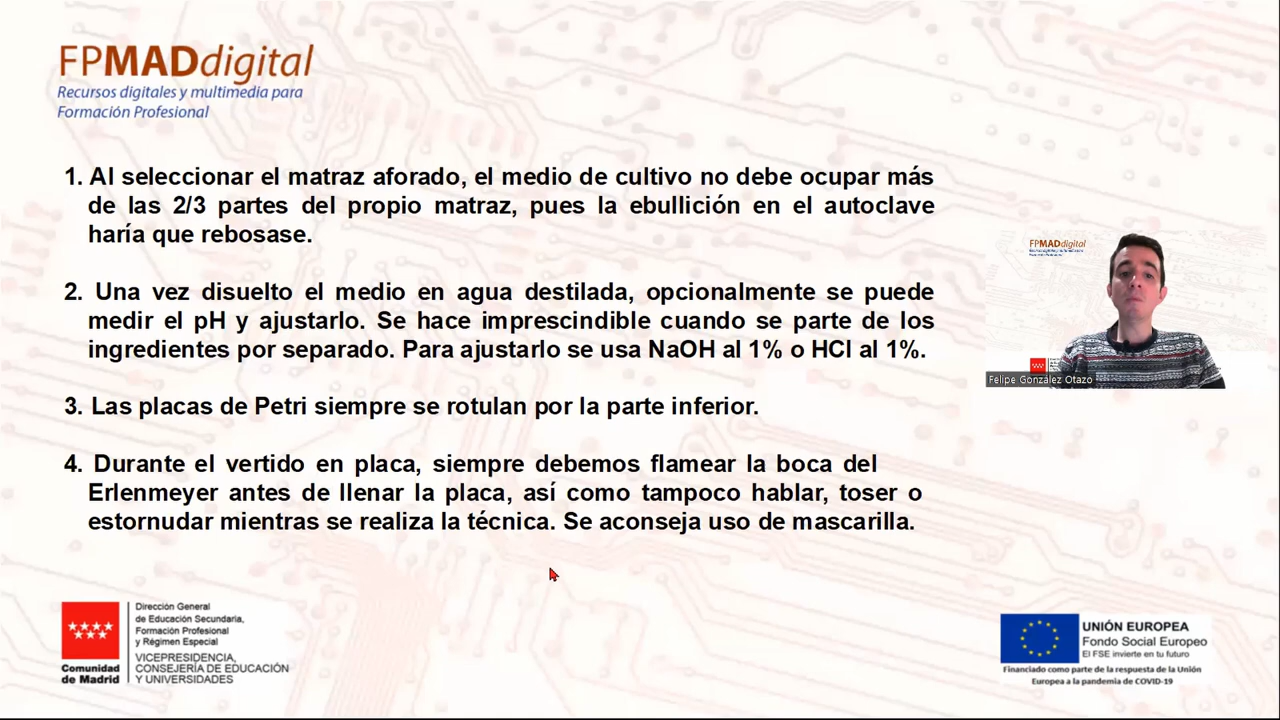 FPMADdigital
Recursos digitales y multimedia para
Formación Profesional
1. Al seleccionar el matraz aforado, el medio de cultivo no debe ocupar más
de las 2/3 partes del propio matraz, pues la ebullición en el autoclave
haría que rebosase.
2. Una vez disuelto el medio en agua destilada, opcionalmente se puede
medir el pH y ajustarlo. Se hace imprescindible cuando se parte de los
ingredientes por separado. Para ajustarlo se usa NaOH al 1% o HCl al 1%.
3. Las placas de Petri siempre se rotulan por la parte inferior.
4. Durante el vertido en placa, siempre debemos flamear la boca del
Erlenmeyer antes de llenar la placa, así como tampoco hablar, toser o
estornudar mientras se realiza la técnica. Se aconseja uso de mascarilla.
FPMADdigital
Felipe González Otazo
Dirección General
de Educación Secundaria,
Formación Profesional
y Régimen Especial
VICEPRESIDENCIA,
CONSEJERÍA DE EDUCACIÓN
Y UNIVERSIDADES
Comunidad
de Madrid
UNIÓN EUROPEA
Fondo Social Europeo
El FSE invierte en tu futuro
Financiado como parte de la respuesta de la Unión
Europea a la pandemia de COVID-19